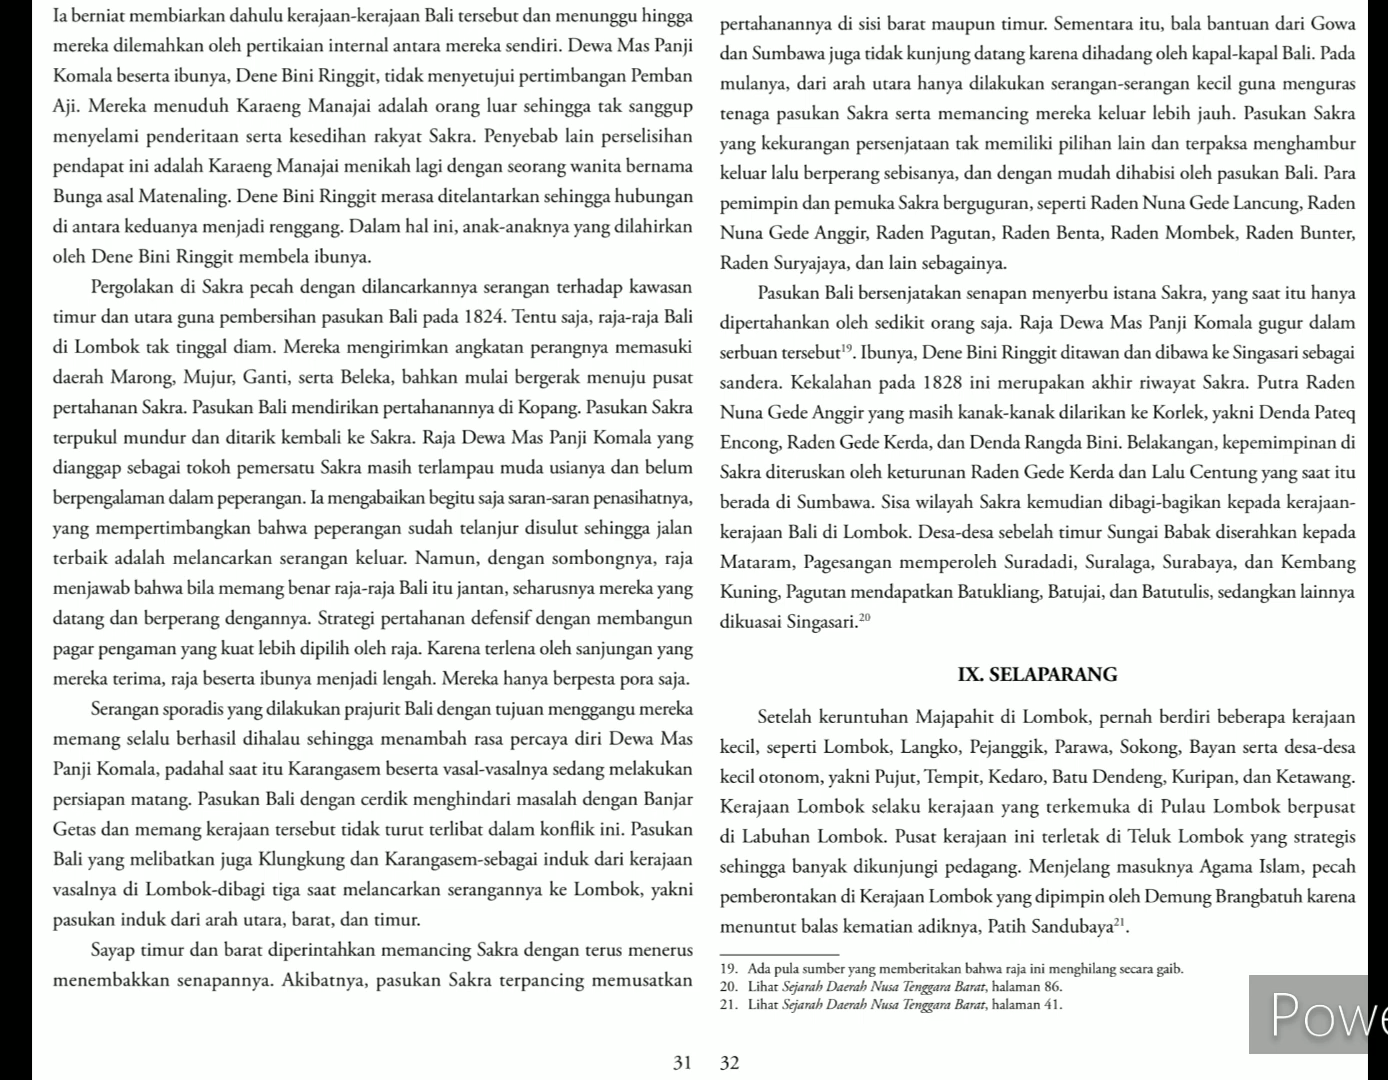 Ia berniat membiarkan dahulu kerajaan-kerajaan Bali tersebut dan menunggu hingga
mereka dilemahkan oleh pertikaian internal antara mereka sendiri. Dewa Mas Panji
Komala beserta ibunya, Dene Bini Ringgit, tidak menyetujui pertimbangan Pemban
Aji. Mereka menuduh Karaeng Manajai adalah orang luar sehingga tak sanggup
menyelami penderitaan serta kesedihan rakyat Sakra. Penyebab lain perselisihan
pendapat ini adalah Karaeng Manajai menikah lagi dengan seorang wanita bernama
Bunga asal Matenaling. Dene Bini Ringgit merasa ditelantarkan sehingga hubungan
di antara keduanya menjadi renggang. Dalam hal ini, anak-anaknya yang dilahirkan
oleh Dene Bini Ringgit membela ibunya.
Pergolakan di Sakra pecah dengan dilancarkannya serangan terhadap kawasan
timur dan utara guna pembersihan pasukan Bali pada 1824. Tentu saja, raja-raja Bali
di Lombok tak tinggal diam. Mereka mengirimkan angkatan perangnya memasuki
daerah Marong, Mujur, Ganti, serta Beleka, bahkan mulai bergerak menuju pusat
pertahanan Sakra. Pasukan Bali mendirikan pertahanannya di Kopang. Pasukan Sakra
terpukul mundur dan ditarik kembali ke Sakra. Raja Dewa Mas Panji Komala yang
dianggap sebagai tokoh pemersatu Sakra masih terlampau muda usianya dan belum
berpengalaman dalam peperangan. Ia mengabaikan begitu saja saran-saran penasihatnya,
yang mempertimbangkan bahwa peperangan sudah telanjur disulut sehingga jalan
terbaik adalah melancarkan serangan keluar. Namun, dengan sombongnya, raja
menjawab bahwa bila memang benar raja-raja Bali itu jantan, seharusnya mereka yang
datang dan berperang dengannya. Strategi pertahanan defensif dengan membangun
pagar pengaman yang kuat lebih dipilih oleh raja. Karena terlena oleh sanjungan yang
mereka terima, raja beserta ibunya menjadi lengah. Mereka hanya berpesta pora saja.
Serangan sporadis yang dilakukan prajurit Bali dengan tujuan menggangu mereka
memang selalu berhasil dihalau sehingga menambah rasa percaya diri Dewa Mas
Panji Komala, padahal saat itu Karangasem beserta vasal-vasalnya sedang melakukan
persiapan matang. Pasukan Bali dengan cerdik menghindari masalah dengan Banjar
Getas dan memang kerajaan tersebut tidak turut terlibat dalam konflik ini. Pasukan
Bali yang melibatkan juga Klungkung dan Karangasem-sebagai induk dari kerajaan
vasalnya di Lombok-dibagi tiga saat melancarkan serangannya ke Lombok, yakni
pasukan induk dari arah utara, barat, dan timur.
Sayap timur dan barat diperintahkan memancing Sakra dengan terus menerus
menembakkan senapannya. Akibatnya, pasukan Sakra terpancing memusatkan
31
pertahanannya di sisi barat maupun timur. Sementara itu, bala bantuan dari Gowa
dan Sumbawa juga tidak kunjung datang karena dihadang oleh kapal-kapal Bali. Pada
mulanya, dari arah utara hanya dilakukan serangan-serangan kecil guna menguras
tenaga pasukan Sakra serta memancing mereka keluar lebih jauh. Pasukan Sakra
yang kekurangan persenjataan tak memiliki pilihan lain dan terpaksa menghambur
keluar lalu berperang sebisanya, dan dengan mudah dihabisi oleh pasukan Bali. Para
pemimpin dan pemuka Sakra berguguran, seperti Raden Nuna Gede Lancung, Raden
Nuna Gede Anggir, Raden Pagutan, Raden Benta, Raden Mombek, Raden Bunter,
Raden Suryajaya, dan lain sebagainya.
Pasukan Bali bersenjatakan senapan menyerbu istana Sakra, yang saat itu hanya
dipertahankan oleh sedikit orang saja. Raja Dewa Mas Panji Komala gugur dalam
serbuan tersebut19. Ibunya, Dene Bini Ringgit ditawan dan dibawa ke Singasari sebagai
sandera. Kekalahan pada 1828 ini merupakan akhir riwayat Sakra. Putra Raden
Nuna Gede Anggir yang masih kanak-kanak dilarikan ke Korlek, yakni Denda Pateq
Encong, Raden Gede Kerda, dan Denda Rangda Bini. Belakangan, kepemimpinan di
Sakra diteruskan oleh keturunan Raden Gede Kerda dan Lalu Centung yang saat itu
berada di Sumbawa. Sisa wilayah Sakra kemudian dibagi-bagikan kepada kerajaan-
kerajaan Bali di Lombok. Desa-desa sebelah timur Sungai Babak diserahkan kepada
Mataram, Pagesangan memperoleh Suradadi, Suralaga, Surabaya, dan Kembang
Kuning, Pagutan mendapatkan Batukliang, Batujai, dan Batutulis, sedangkan lainnya
dikuasai Singasari.20
IX. SELAPARANG
Setelah keruntuhan Majapahit di Lombok, pernah berdiri beberapa kerajaan
kecil, seperti Lombok, Langko, Pejanggik, Parawa, Sokong, Bayan serta desa-desa
kecil otonom, yakni Pujut, Tempit, Kedaro, Batu Dendeng, Kuripan, dan Ketawang.
Kerajaan Lombok selaku kerajaan yang terkemuka di Pulau Lombok berpusat
di Labuhan Lombok. Pusat kerajaan ini terletak di Teluk Lombok yang strategis
sehingga banyak dikunjungi pedagang. Menjelang masuknya Agama Islam, pecah
pemberontakan di Kerajaan Lombok yang dipimpin oleh Demung Brangbatuh karena
menuntut balas kematian adiknya, Patih Sandubaya21.
19. Ada pula sumber yang memberitakan bahwa raja ini menghilang secara gaib.
20. Lihat Sejarah Daerah Nusa Tenggara Barat, halaman 86.
21. Lihat Sejarah Daerah Nusa Tenggara Barat, halaman 41.
32